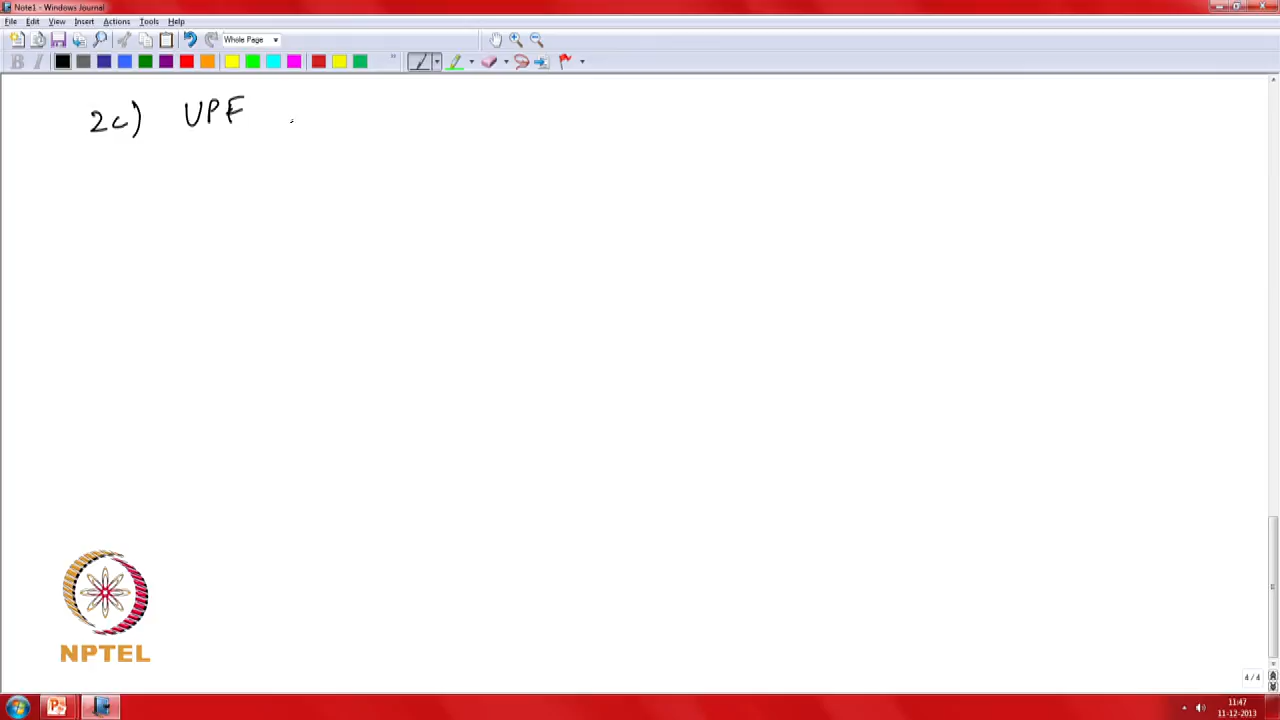 Note1 - Windows Journal
File Edit View Insert Actions Tools Help
Whole Page
B I
2c) UPF
NPTEL
4 / 4
11:47
11-12-2013